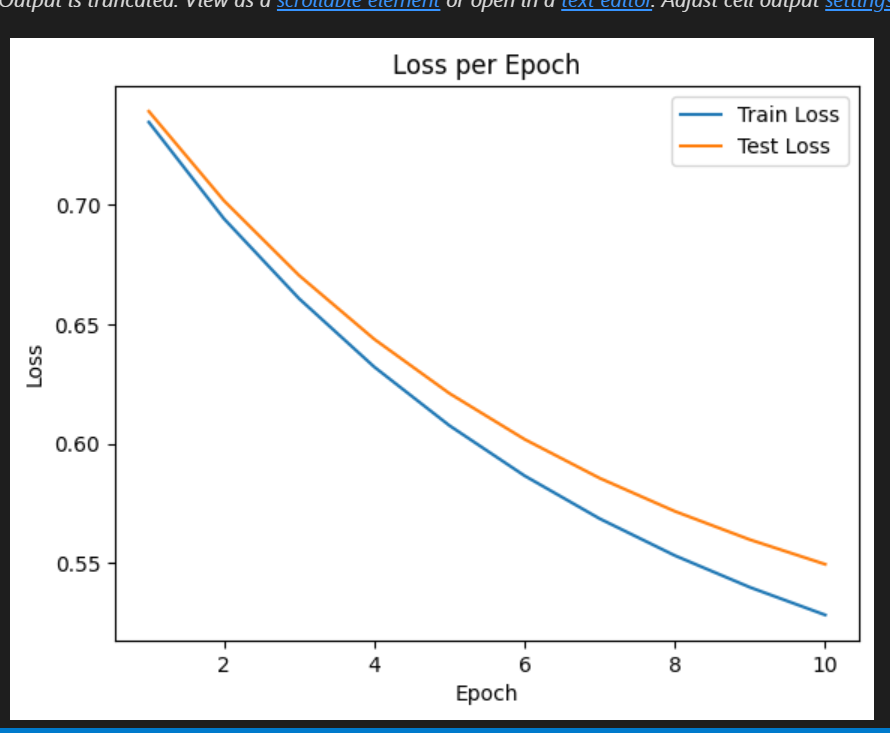 Output is truncated. View as a scrollable element or open in a text editor. Adjust cell output settings
Loss per Epoch
Train Loss
Test Loss
0.70
0.65
0.60
0.55
Loss
2 4 6 8 10
Epoch